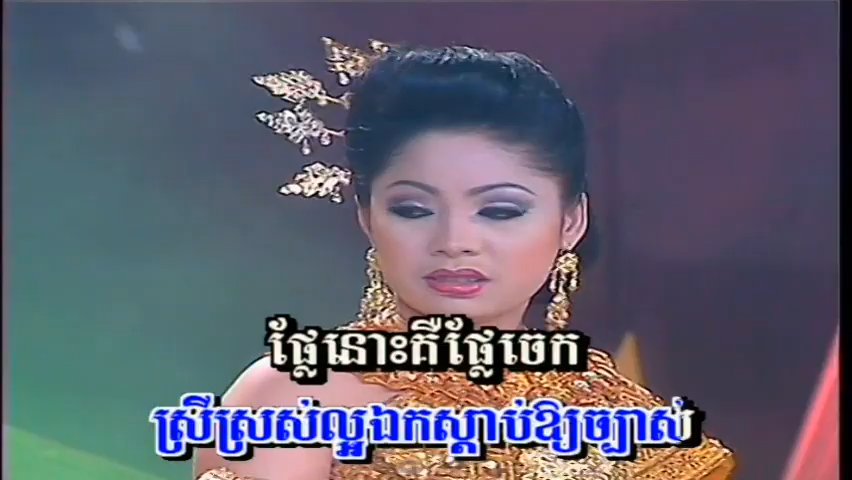 ផ្លែនោះគឺផ្លែចេក
ស្រីស្រស់ល្អឯកស្ដាប់ឱ្យច្បាស់